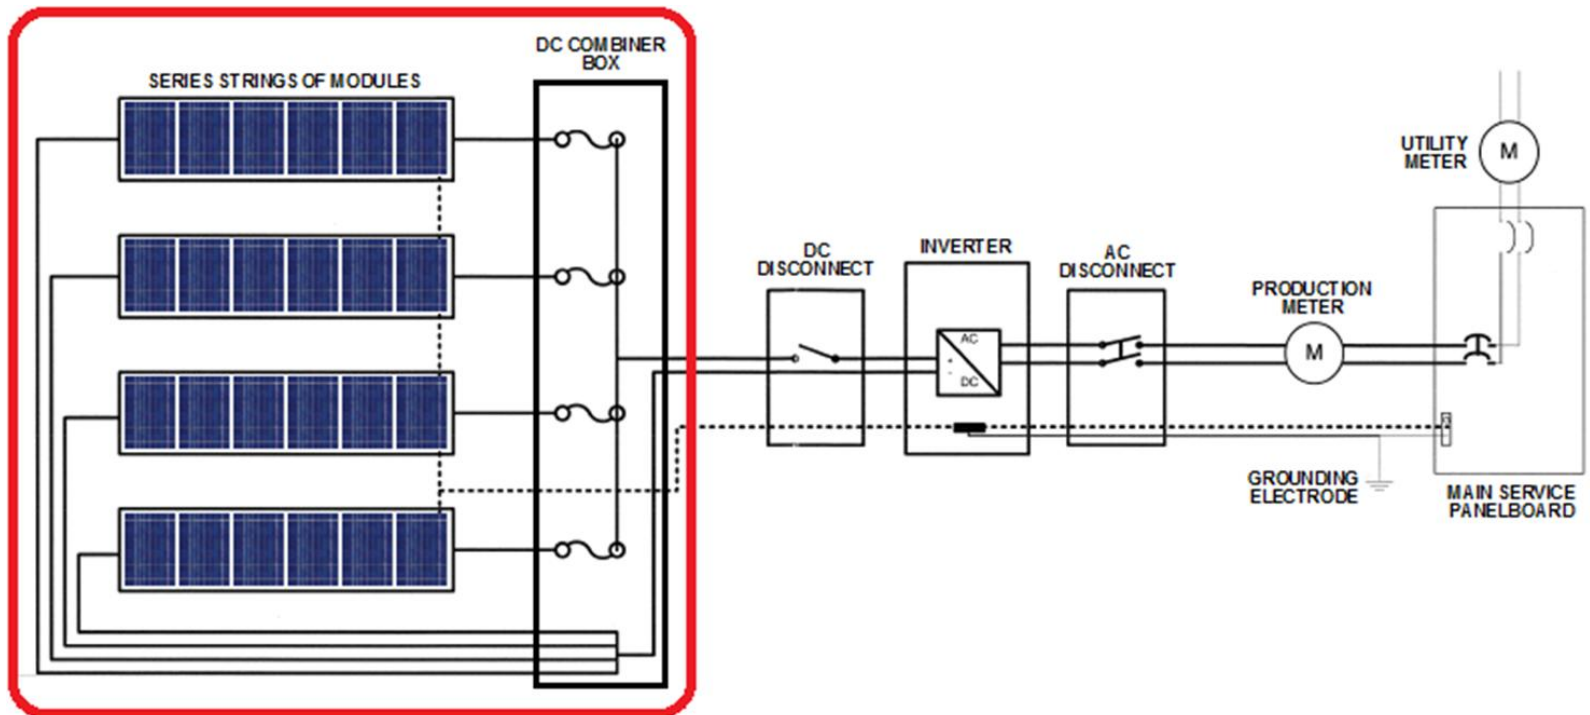 DC COMBINER
BOX
SERIES STRINGS OF MODULES
UTILITY
METER
M
DC
DISCONNECT
INVERTER
AC
DISCONNECT
PRODUCTION
METER
AC
+
-
DC
M
GROUNDING
ELECTRODE
MAIN SERVICE
PANELBOARD